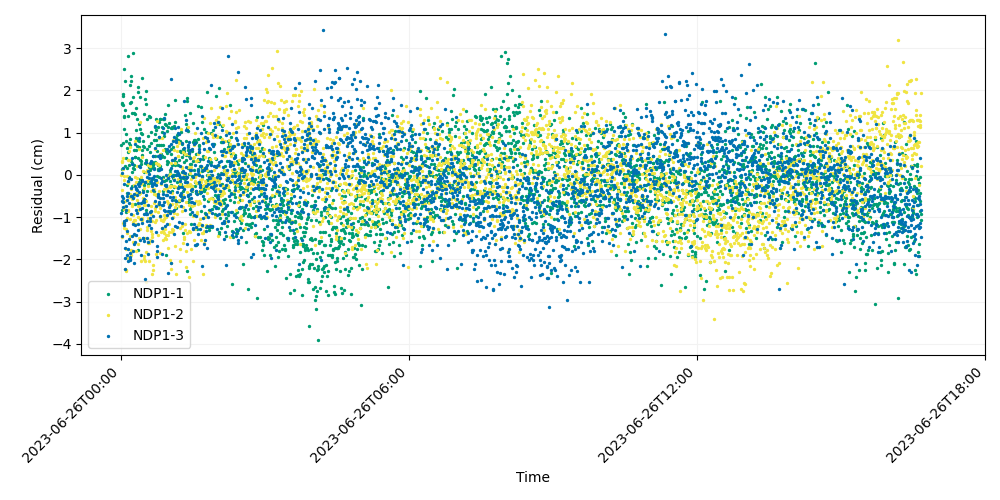 3
2
1
0
−1
−2
−3
−4
Residual (cm)
NDP1-1
NDP1-2
NDP1-3
2023-06-26T00:00
2023-06-26T06:00
2023-06-26T12:00
2023-06-26T18:00
Time